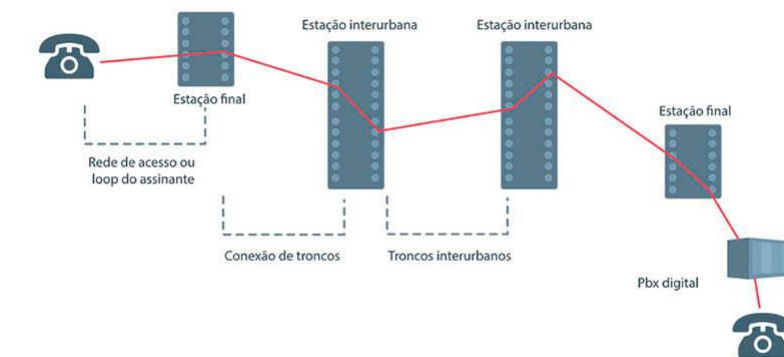 Estação interurbana
Estação interurbana
Estação final
Estação final
Rede de acesso ou
loop do assinante
Conexão de troncos
Troncos interurbanos
Pbx digital